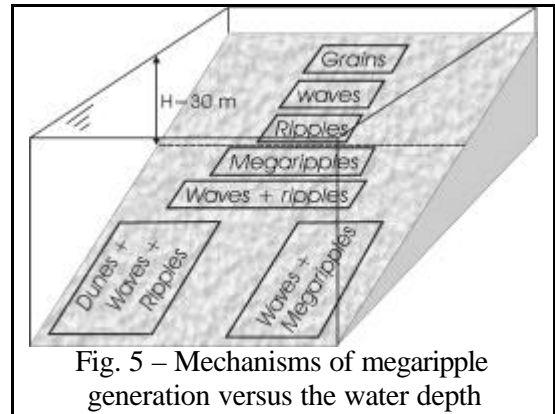 Grains
waves
H~30 m
Ripples
Megaripples
Waves + ripples
Dunes +
Waves +
Ripples
Waves +
Megaripples
Fig. 5 – Mechanisms of megaripple
generation versus the water depth